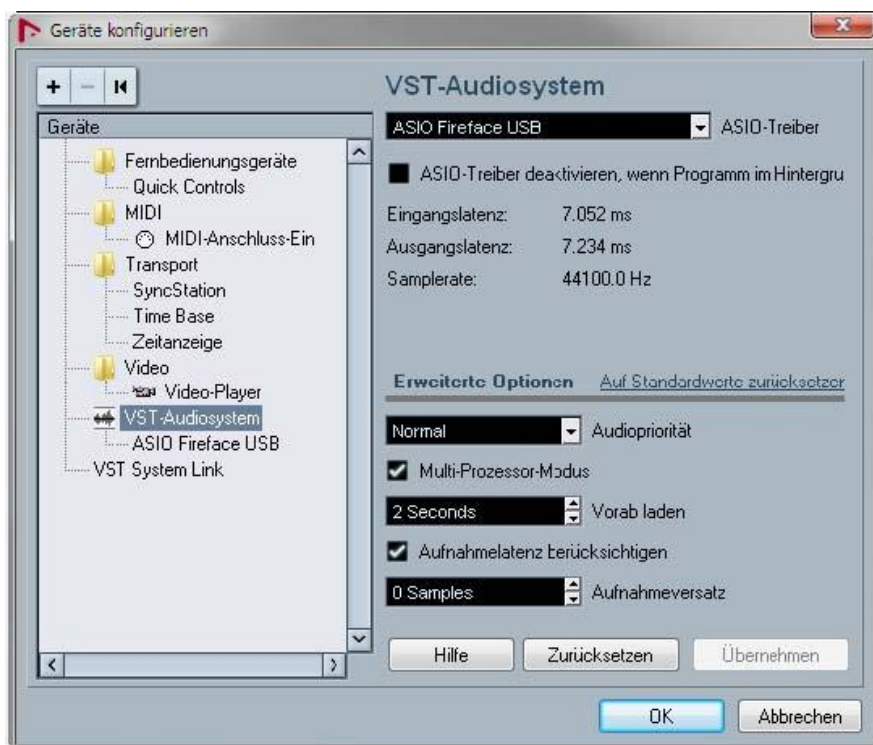 Geräte konfigurieren
Geräte
Fernbedienungsgeräte
Quick Controls
MIDI
MIDI-Anschluss-Ein
Transport
SyncStation
Time Base
Zeitanzeige
Video
Video-Player
VST-Audiosystem
ASIO Fireface USB
VST System Link
VST-Audiosystem
ASIO Fireface USB ASIO-Treiber
ASIO-Treiber deaktivieren, wenn Programm im Hintergru
Eingangslatenz: 7.052 ms
Ausgangslatenz: 7.234 ms
Samplerate: 44100.0 Hz
Erweiterte Optionen Auf Standardwerte zurücksetzer
Normal Audiopriorität
Multi-Prozessor-Modus
2 Seconds Vorab laden
Aufnahmelatenz berücksichtigen
0 Samples Aufnahmeversatz
Hilfe Zurücksetzen Übernehmen
OK Abbrechen